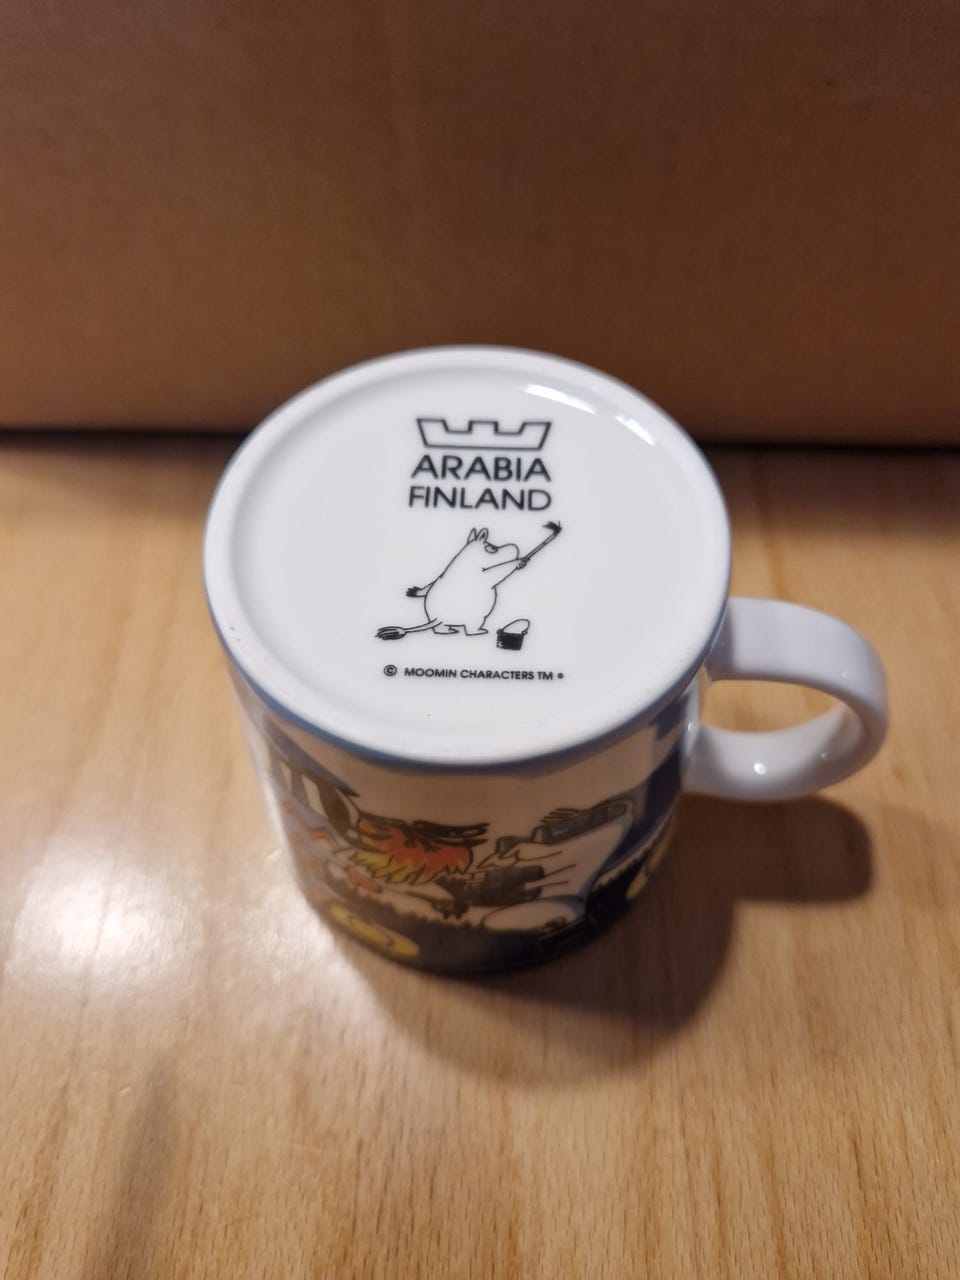 ARABIA
FINLAND
© MOOMIN CHARACTERS TM •